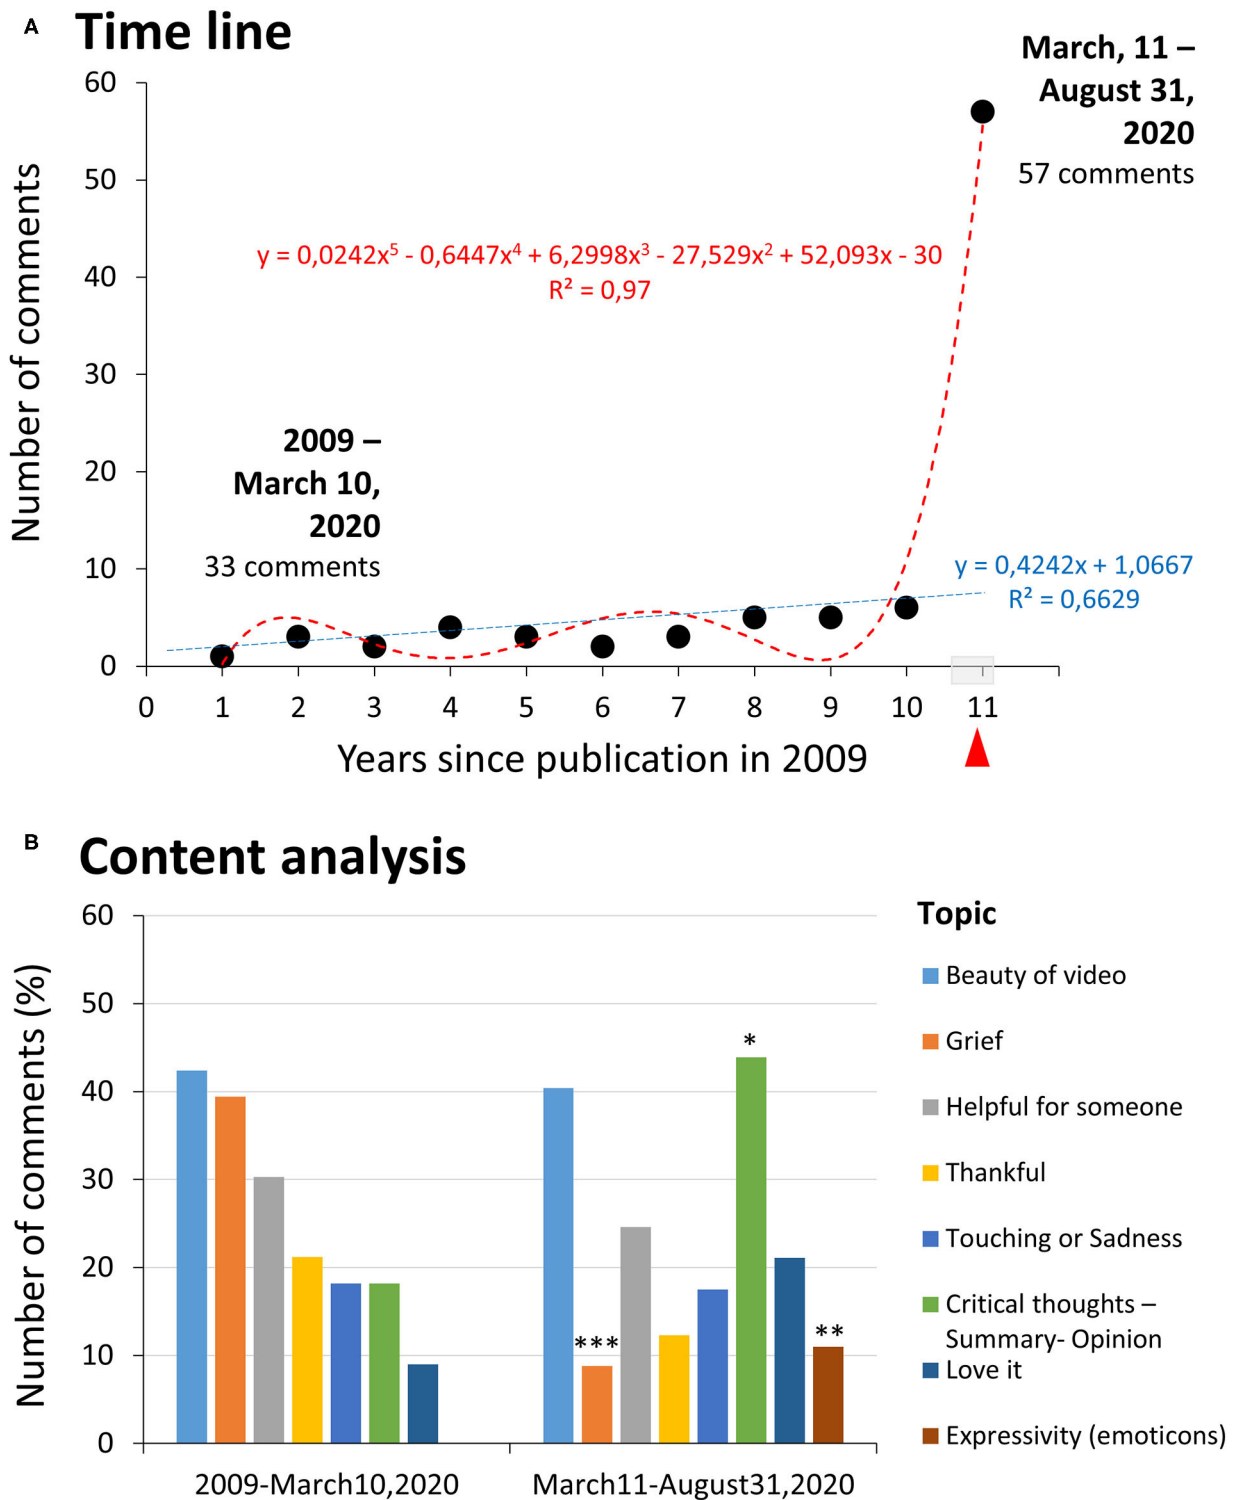 A
Time line
March, 11 –
August 31,
2020
57 comments
60
50
40
30
20
10
0
Number of comments
y = 0,0242x⁵ - 0,6447x⁴ + 6,2998x³ - 27,529x² + 52,093x - 30
R² = 0,97
2009 –
March 10,
2020
33 comments
y = 0,4242x + 1,0667
R² = 0,6629
0 1 2 3 4 5 6 7 8 9 10 11
Years since publication in 2009
B
Content analysis
60
50
40
30
20
10
0
Number of comments (%)
*
***
**
2009-March10,2020
March11-August31,2020
Topic
Beauty of video
Grief
Helpful for someone
Thankful
Touching or Sadness
Critical thoughts –
Summary- Opinion
Love it
Expressivity (emoticons)